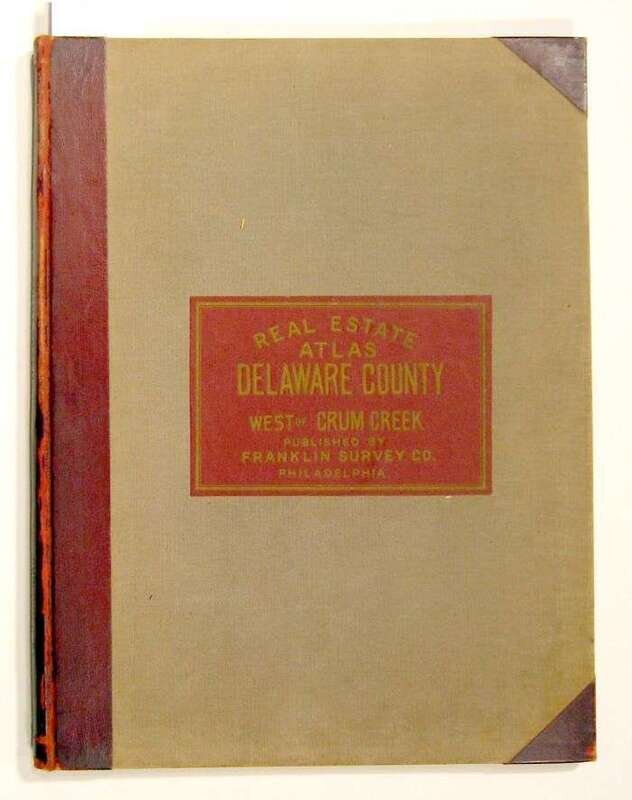 REAL ESTATE
ATLAS
DELAWARE COUNTY
WEST OF CRUM CREEK
PUBLISHED BY
FRANKLIN SURVEY CO.
PHILADELPHIA